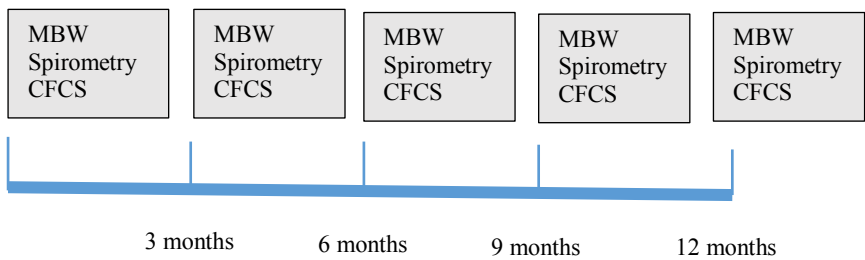 MBW
Spirometry
CFCS
MBW
Spirometry
CFCS
MBW
Spirometry
CFCS
MBW
Spirometry
CFCS
MBW
Spirometry
CFCS
3 months
6 months
9 months
12 months